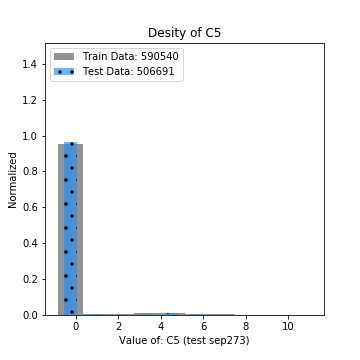 Desity of C5
Train Data: 590540
Test Data: 506691
1.4
1.2
1.0
0.8
0.6
0.4
0.2
0.0
Normalized
0 2 4 6 8 10
Value of: C5 (test sep273)